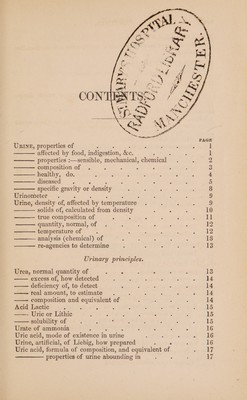 ST. MARY'S HOSPITAL
MANCHESTER.
RADFORD LIBRARY
CONTENTS.
PAGE
URINE, properties of . . . . . . . 1
—— affected by food, indigestion, &c. . . . . 1
—— properties :—sensible, mechanical, chemical . 2
—— composition of . . . . . . 3
—— healthy, do. . . . . . . 4
—— diseased . . . . . . . 5
—— specific gravity or density . . . . 8
Urinometer . . . . . . . . 9
Urine, density of, affected by temperature . . . 9
—— solids of, calculated from density . . . 10
—— true composition of . . . . . 11
—— quantity, normal, of . . . . . 12
—— temperature of . . . . . . 12
—— analysis (chemical) of . . . . . 13
—— re-agencies to determine . . . . 13
Urinary principles.
Urea, normal quantity of . . . . . . 13
—— excess of, how detected . . . . . 14
—— deficiency of, to detect . . . . . 14
—— real amount, to estimate . . . . 14
—— composition and equivalent of . . . . 14
Acid Lactic . . . . . . . . 15
—— Uric or Lithic . . . . . . 15
—— solubility of . . . . . . . 15
Urate of ammonia . . . . . . . 16
Uric acid, mode of existence in urine . . . . 16
Urine, artificial, of Liebig, how prepared . . . 16
Uric acid, formula of, composition, and equivalent of . 17
—— properties of urine abounding in . . . 17